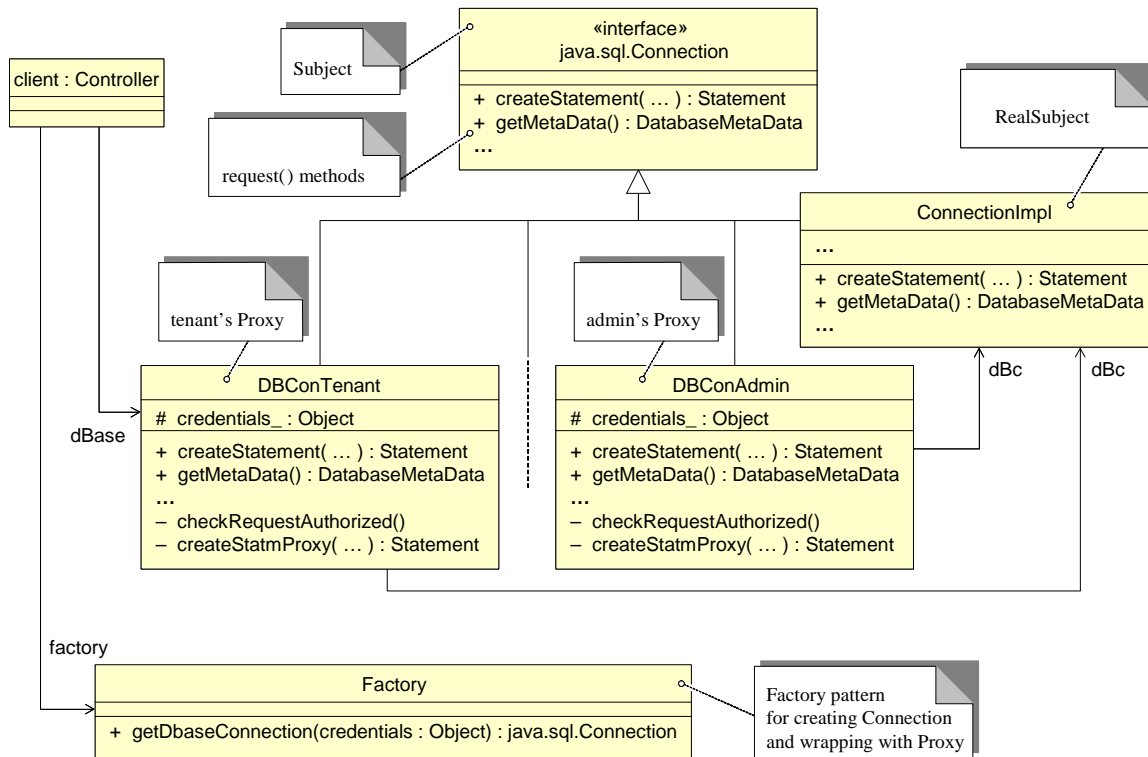 «interface»
java.sql.Connection
+ createStatement( … ) : Statement
+ getMetaData() : DatabaseMetaData
…
Subject
request() methods
client : Controller
RealSubject
ConnectionImpl
…
+ createStatement( … ) : Statement
+ getMetaData() : DatabaseMetaData
…
tenant’s Proxy
admin’s Proxy
dBc
dBc
dBase
DBConTenant
# credentials_ : Object
+ createStatement( … ) : Statement
+ getMetaData() : DatabaseMetaData
…
– checkRequestAuthorized()
– createStatmProxy( … ) : Statement
DBConAdmin
# credentials_ : Object
+ createStatement( … ) : Statement
+ getMetaData() : DatabaseMetaData
…
– checkRequestAuthorized()
– createStatmProxy( … ) : Statement
factory
Factory
+ getDbaseConnection(credentials : Object) : java.sql.Connection
Factory pattern
for creating Connection
and wrapping with Proxy